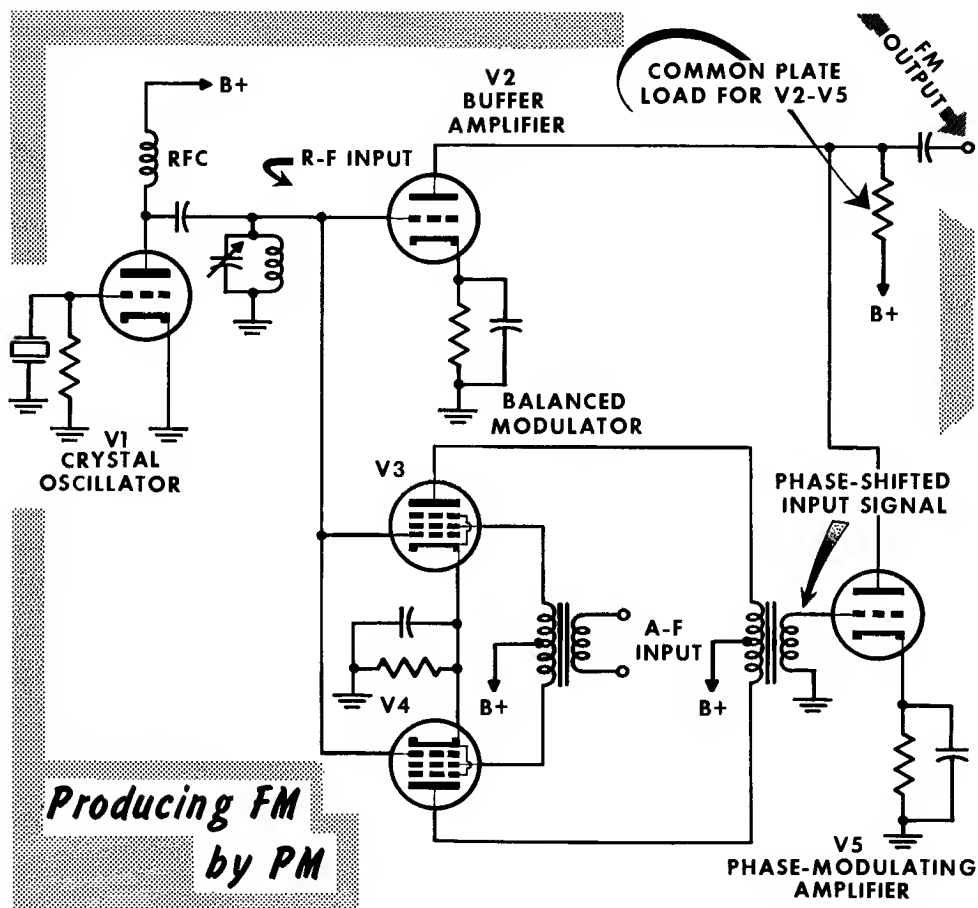 B+
RFC
R-F INPUT
V2
BUFFER
AMPLIFIER
COMMON PLATE
LOAD FOR V2-V5
FM
OUTPUT
B+
V1
CRYSTAL
OSCILLATOR
BALANCED
MODULATOR
V3
PHASE-SHIFTED
INPUT SIGNAL
A-F
INPUT
V4
B+
B+
Producing FM
by PM
V5
PHASE-MODULATING
AMPLIFIER